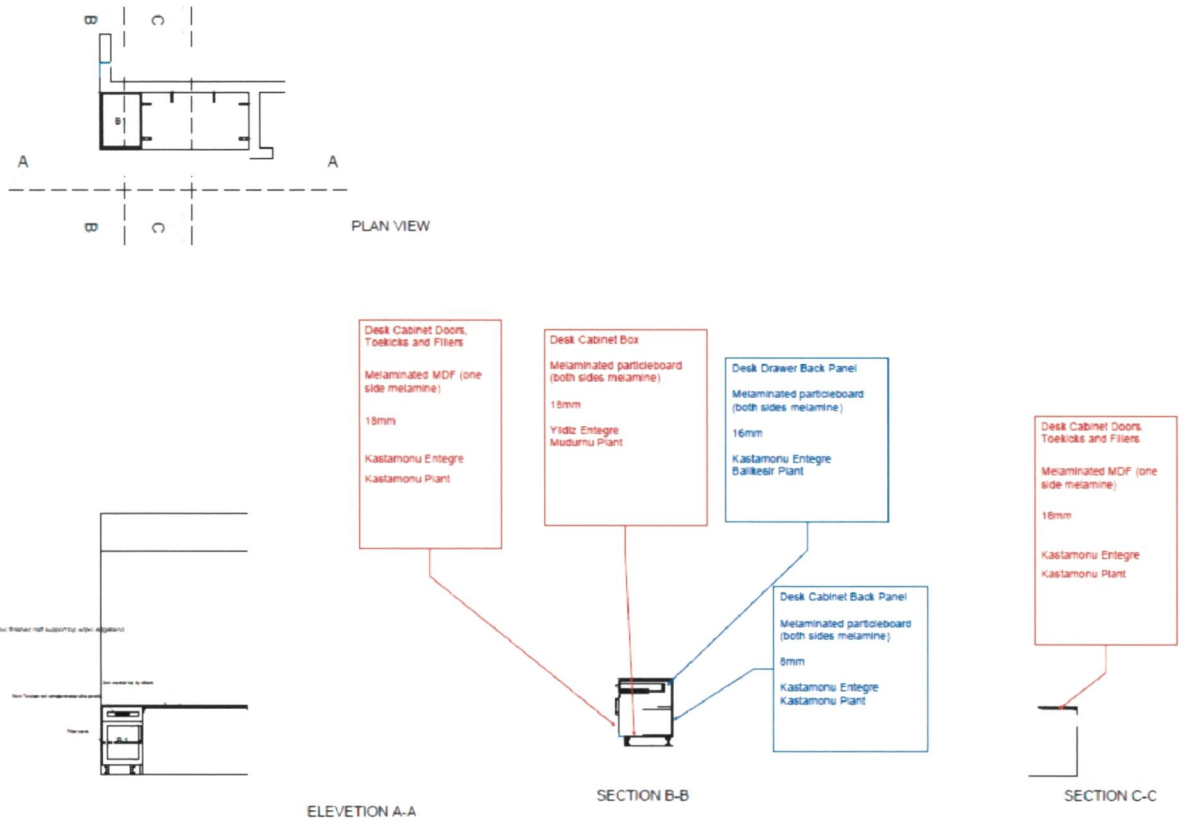 B
C
B1
A
A
B
C
PLAN VIEW
Desk Cabinet Doors,
Toekicks and Fillers
Melaminated MDF (one
side melamine)
18mm
Kastamonu Entegre
Kastamonu Plant
Desk Cabinet Box
Melaminated particleboard
(both sides melamine)
18mm
Yildiz Entegre
Mudurnu Plant
Desk Drawer Back Panel
Melaminated particleboard
(both sides melamine)
16mm
Kastamonu Entegre
Balikesir Plant
Desk Cabinet Doors
Toekicks and Fillers
Melaminated MDF (one
side melamine)
18mm
Kastamonu Entegre
Kastamonu Plant
Desk Cabinet Back Panel
Melaminated particleboard
(both sides melamine)
8mm
Kastamonu Entegre
Kastamonu Plant
ELEVETION A-A
SECTION B-B
SECTION C-C